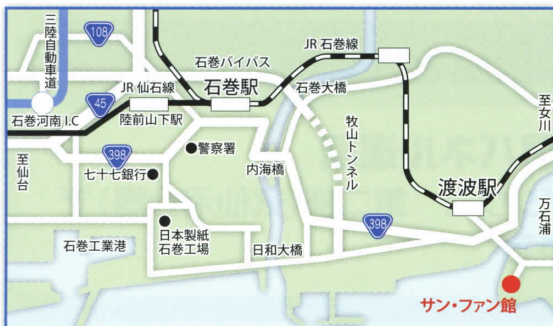 三陸自動車道
108
石巻バイパス
JR石巻線
45
JR仙石線
石巻駅
石巻大橋
石巻河南 I.C
陸前山下駅
至女川
398
警察署
牧山トンネル
至仙台
七十七銀行
内海橋
渡波駅
万石浦
398
石巻工業港
日本製紙
石巻工場
日和大橋
サン・ファン館